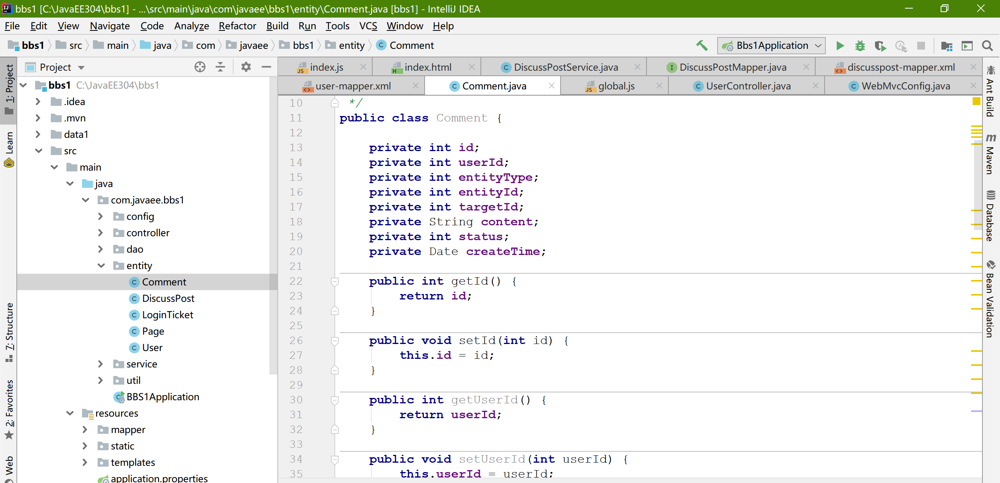 bbs1 [C:\JavaEE304\bbs1] - ...\src\main\java\com\javaee\bbs1\entity\Comment.java [bbs1] - IntelliJ IDEA
File Edit View Navigate Code Analyze Refactor Build Run Tools VCS Window Help
bbs1 src main java com javaee bbs1 entity Comment
Bbs1Application
1: Project
Learn
7: Structure
2: Favorites
Web
Project
bbs1 C:\JavaEE304\bbs1
.idea
.mvn
data1
src
main
java
com.javaee.bbs1
config
controller
dao
entity
Comment
DiscussPost
LoginTicket
Page
User
service
util
BBS1Application
resources
mapper
static
templates
application.properties
index.js index.html DiscussPostService.java DiscussPostMapper.java discusspost-mapper.xml
user-mapper.xml Comment.java global.js UserController.java WebMvcConfig.java
10 */
11 public class Comment {
12
13 private int id;
14 private int userId;
15 private int entityType;
16 private int entityId;
17 private int targetId;
18 private String content;
19 private int status;
20 private Date createTime;
21
22 public int getId() {
23 return id;
24 }
25
26 public void setId(int id) {
27 this.id = id;
28 }
29
30 public int getUserId() {
31 return userId;
32 }
33
34 public void setUserId(int userId) {
35 this.userId = userId;
Ant Build
Maven
Database
Bean Validation